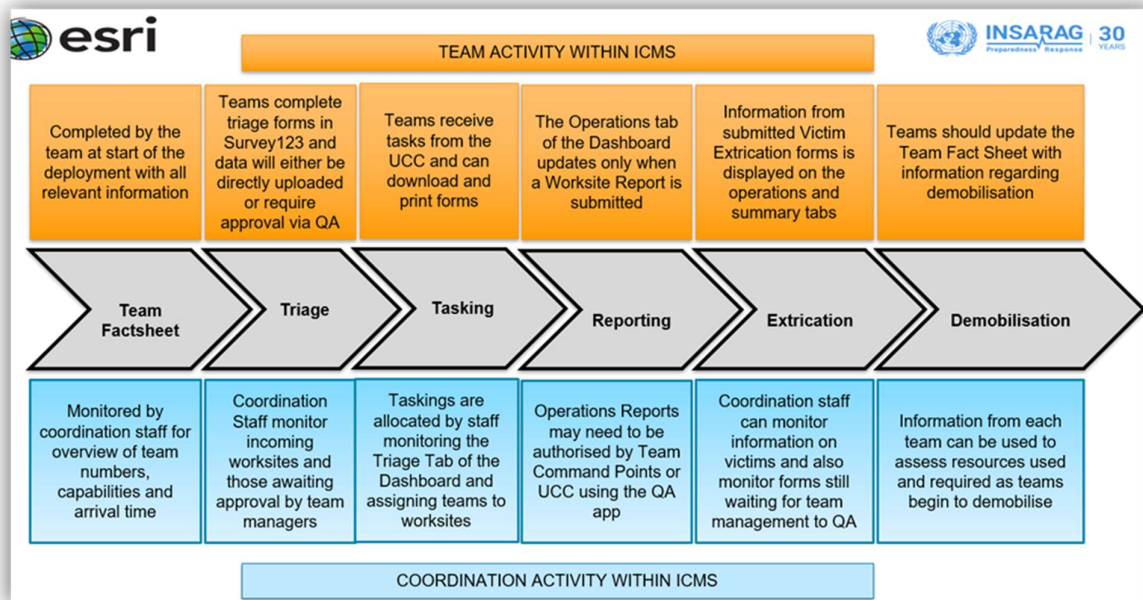 esri
TEAM ACTIVITY WITHIN ICMS
INSARAG
Preparedness Response
30
YEARS
Completed by the
team at start of the
deployment with all
relevant information
Teams complete
triage forms in
Survey123 and
data will either be
directly uploaded
or require
approval via QA
Teams receive
tasks from the
UCC and can
download and
print forms
The Operations tab
of the Dashboard
updates only when
a Worksite Report is
submitted
Information from
submitted Victim
Extrication forms is
displayed on the
operations and
summary tabs
Teams should update the
Team Fact Sheet with
information regarding
demobilisation
Team
Factsheet
Triage
Tasking
Reporting
Extrication
Demobilisation
Monitored by
coordination staff for
overview of team
numbers,
capabilities and
arrival time
Coordination
Staff monitor
incoming
worksites and
those awaiting
approval by team
managers
Taskings are
allocated by staff
monitoring the
Triage Tab of the
Dashboard and
assigning teams to
worksites
Operations Reports
may need to be
authorised by Team
Command Points or
UCC using the QA
app
Coordination staff
can monitor
information on
victims and also
monitor forms still
waiting for team
management to QA
Information from each
team can be used to
assess resources used
and required as teams
begin to demobilise
COORDINATION ACTIVITY WITHIN ICMS